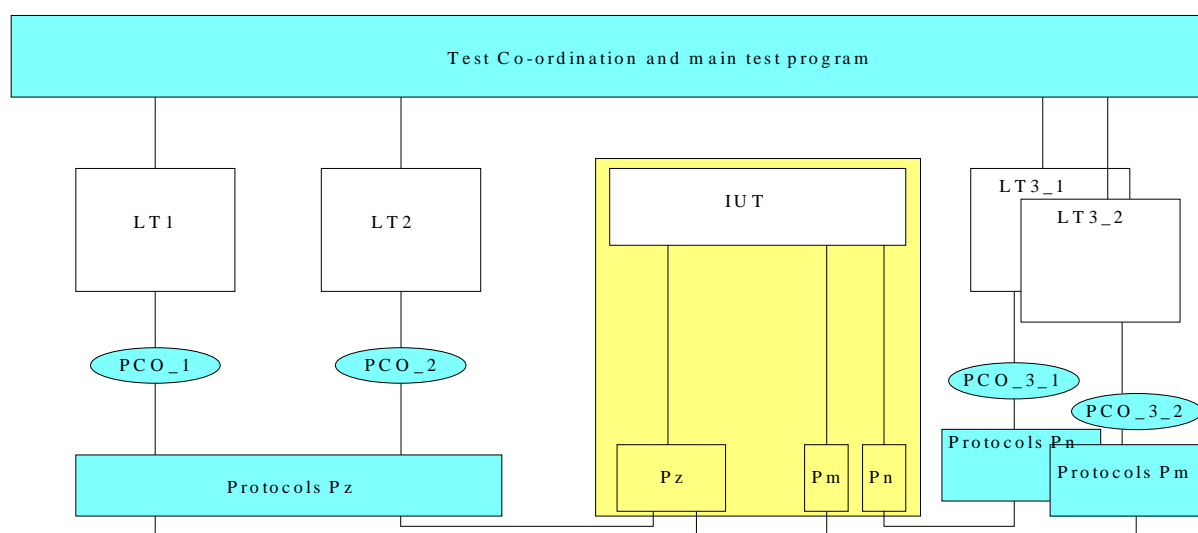 Test Co-ordination and main test program
LT1
LT2
IUT
LT3_1
LT3_2
PCO_1
PCO_2
PCO_3_1
PCO_3_2
Protocols Pz
Pz
Pm
Pn
Protocols Pn
Protocols Pm